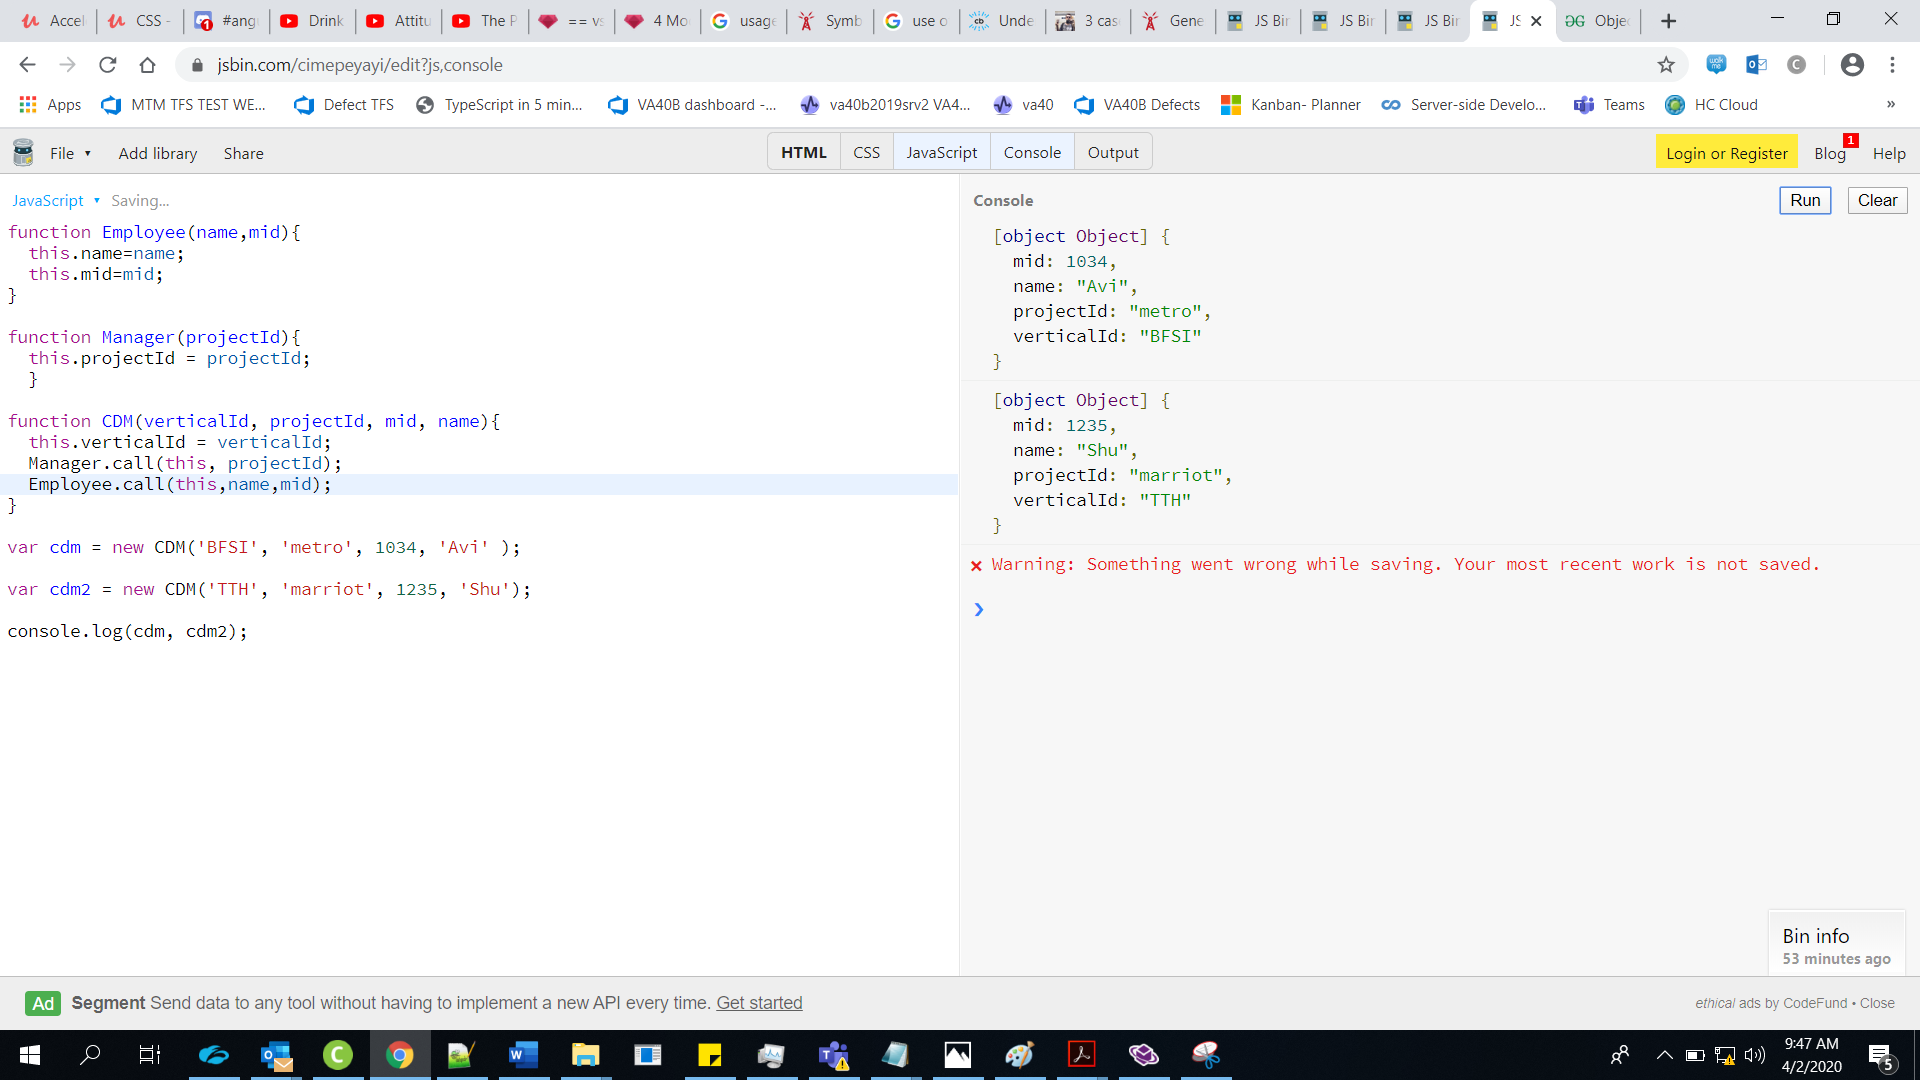 Accel
CSS -
#ang
Drink
Attitu
The P
== vs
4 Mo
usage
Symb
use o
Unde
3 cas
Gene
JS Bin
JS Bin
JS Bin
JS
Objec
jsbin.com/cimepeyayi/edit?js,console
Apps
MTM TFS TEST WE...
Defect TFS
TypeScript in 5 min...
VA40B dashboard -...
va40b2019srv2 VA4...
va40
VA40B Defects
Kanban- Planner
Server-side Develo...
Teams
HC Cloud
»
File
Add library
Share
HTML
CSS
JavaScript
Console
Output
Login or Register
Blog
1
Help
JavaScript
Saving...
function Employee(name,mid){
this.name=name;
this.mid=mid;
}
function Manager(projectId){
this.projectId = projectId;
}
function CDM(verticalId, projectId, mid, name){
this.verticalId = verticalId;
Manager.call(this, projectId);
Employee.call(this,name,mid);
}
var cdm = new CDM('BFSI', 'metro', 1034, 'Avi' );
var cdm2 = new CDM('TTH', 'marriot', 1235, 'Shu');
console.log(cdm, cdm2);
Console
Run
Clear
[object Object] {
mid: 1034,
name: "Avi",
projectId: "metro",
verticalId: "BFSI"
}
[object Object] {
mid: 1235,
name: "Shu",
projectId: "marriot",
verticalId: "TTH"
}
Warning: Something went wrong while saving. Your most recent work is not saved.
Bin info
53 minutes ago
Ad
Segment Send data to any tool without having to implement a new API every time. Get started
ethical ads by CodeFund • Close
9:47 AM
4/2/2020
5